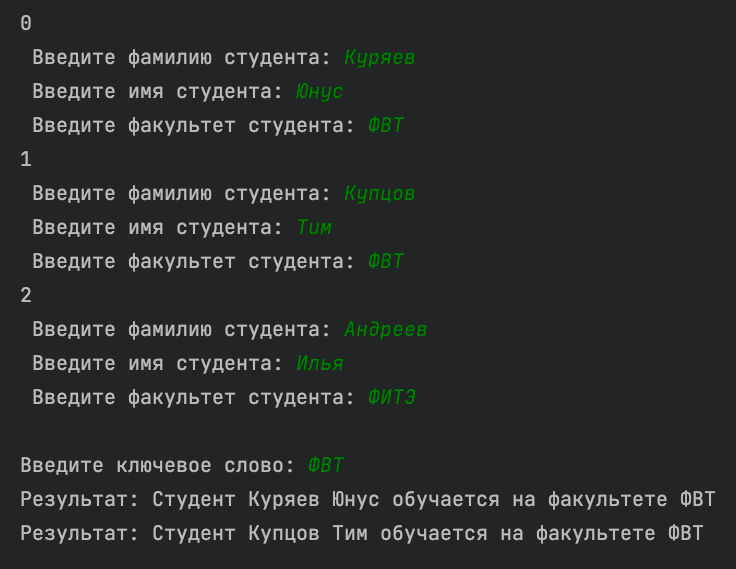 0
Введите фамилию студента: Куряев
Введите имя студента: Юнус
Введите факультет студента: ФВТ
1
Введите фамилию студента: Купцов
Введите имя студента: Тим
Введите факультет студента: ФВТ
2
Введите фамилию студента: Андреев
Введите имя студента: Илья
Введите факультет студента: ФИТЭ
Введите ключевое слово: ФВТ
Результат: Студент Куряев Юнус обучается на факультете ФВТ
Результат: Студент Купцов Тим обучается на факультете ФВТ